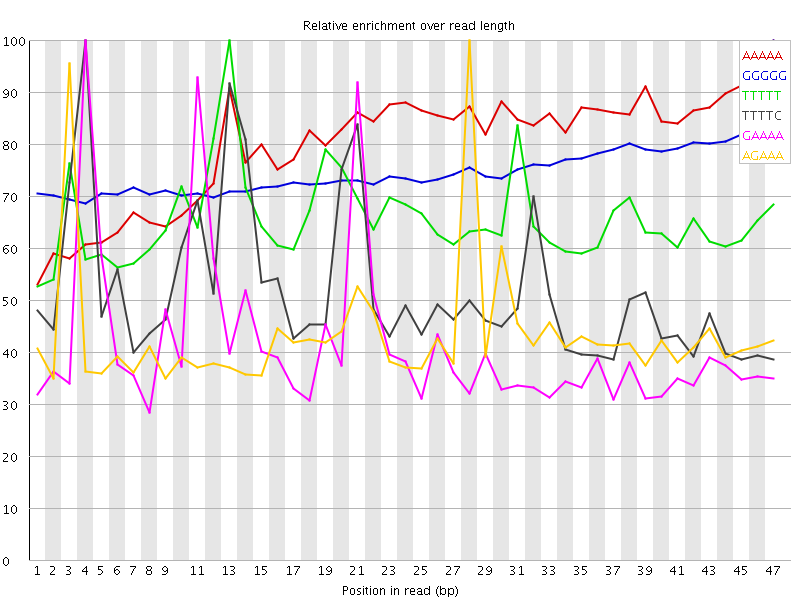 Relative enrichment over read length
100
90
80
70
60
50
40
30
20
10
0
AAAAA
GGGGG
TTTTT
TTTTC
GAAAA
AGAAA
1 2 3 4 5 6 7 8 9 11 13 15 17 19 21 23 25 27 29 31 33 35 37 39 41 43 45 47
Position in read (bp)